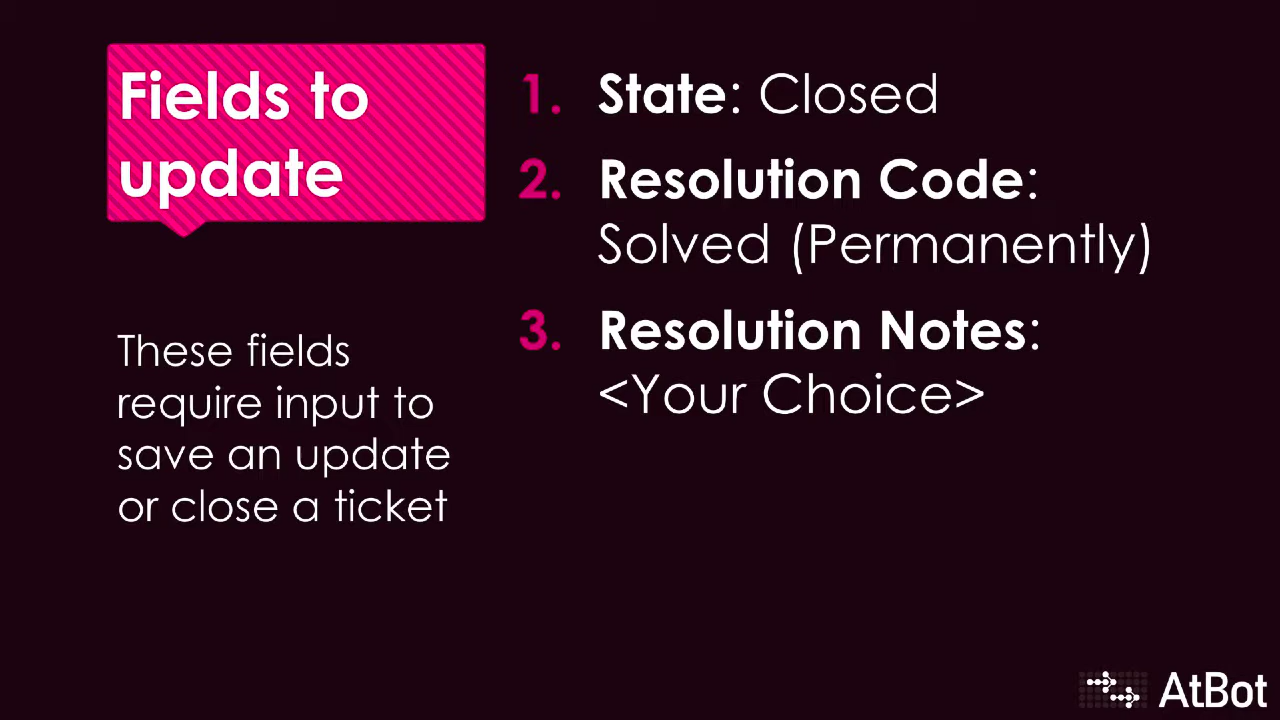 Fields to
update
These fields
require input to
save an update
or close a ticket
1. State: Closed
2. Resolution Code:
Solved (Permanently)
3. Resolution Notes:
<Your Choice>
AtBot